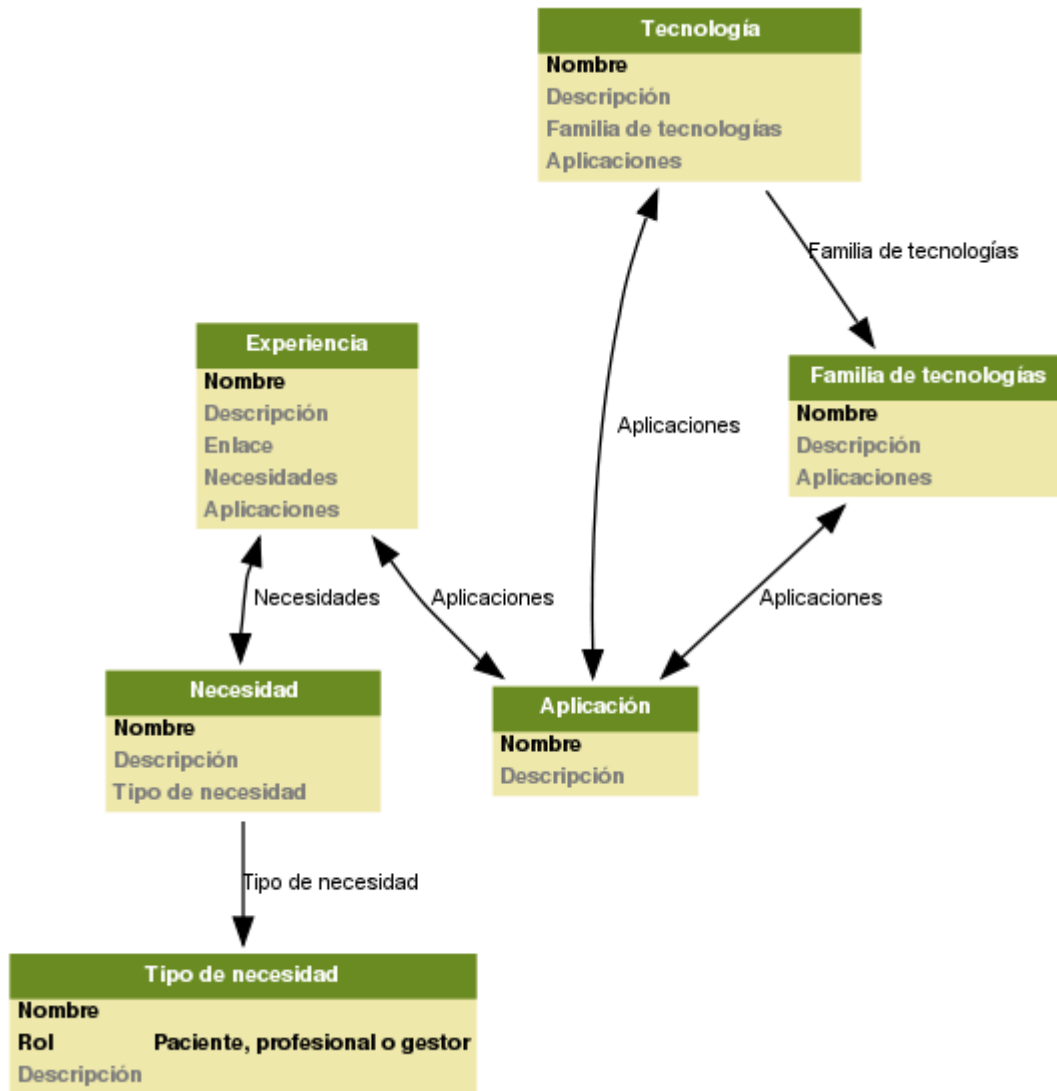 Tecnología
Nombre
Descripción
Familia de tecnologías
Aplicaciones
Familia de tecnologías
Experiencia
Nombre
Descripción
Enlace
Necesidades
Aplicaciones
Aplicaciones
Familia de tecnologías
Nombre
Descripción
Aplicaciones
Necesidades
Aplicaciones
Aplicaciones
Necesidad
Nombre
Descripción
Tipo de necesidad
Aplicación
Nombre
Descripción
Tipo de necesidad
Tipo de necesidad
Nombre
Rol Paciente, profesional o gestor
Descripción